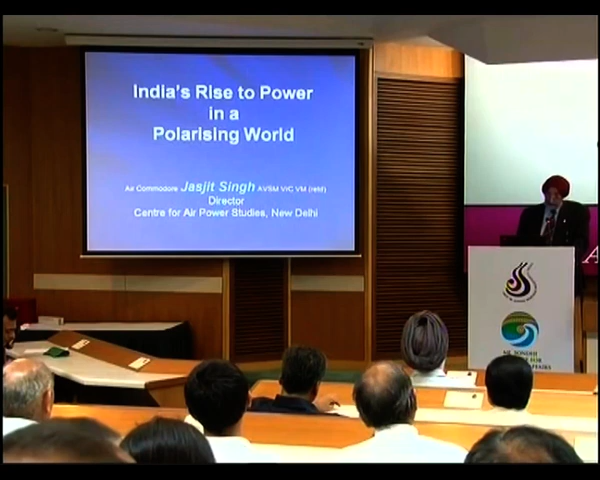 India's Rise to Power
in a
Polarising World
Air Commodore Jasjit Singh AVSM VrC VM (retd)
Director
Centre for Air Power Studies, New Delhi